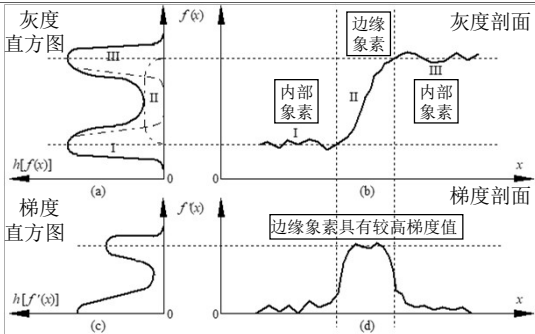 灰度
直方图
f(x)
III
II
I
h[f(x)]
0
(a)
灰度剖面
边缘
象素
III
内部
象素
II
内部
象素
I
0
x
(b)
梯度
直方图
f'(x)
h[f'(x)]
0
(c)
梯度剖面
边缘象素具有较高梯度值
0
x
(d)